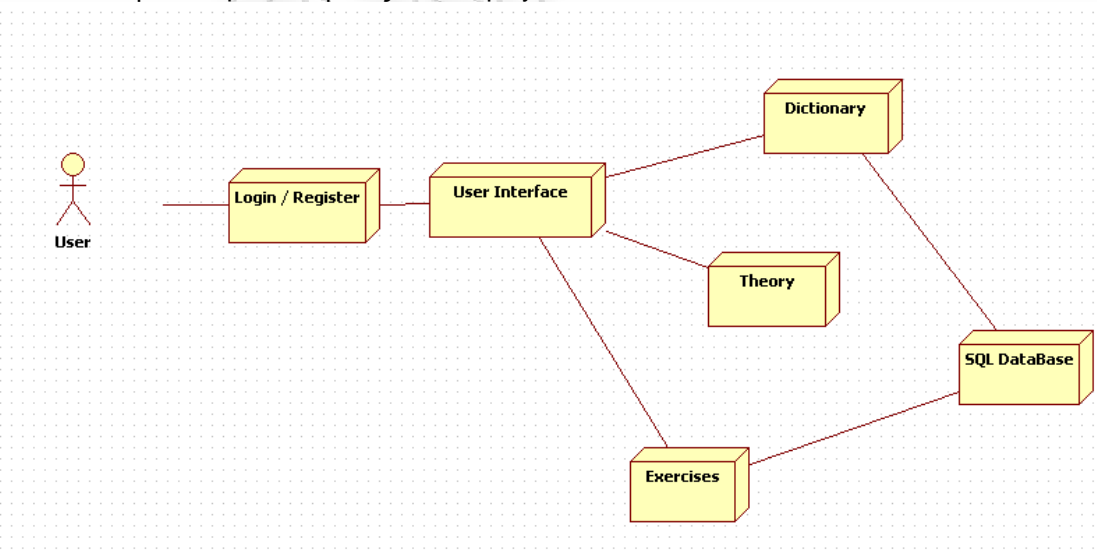 User
Login / Register
User Interface
Dictionary
Theory
SQL DataBase
Exercises